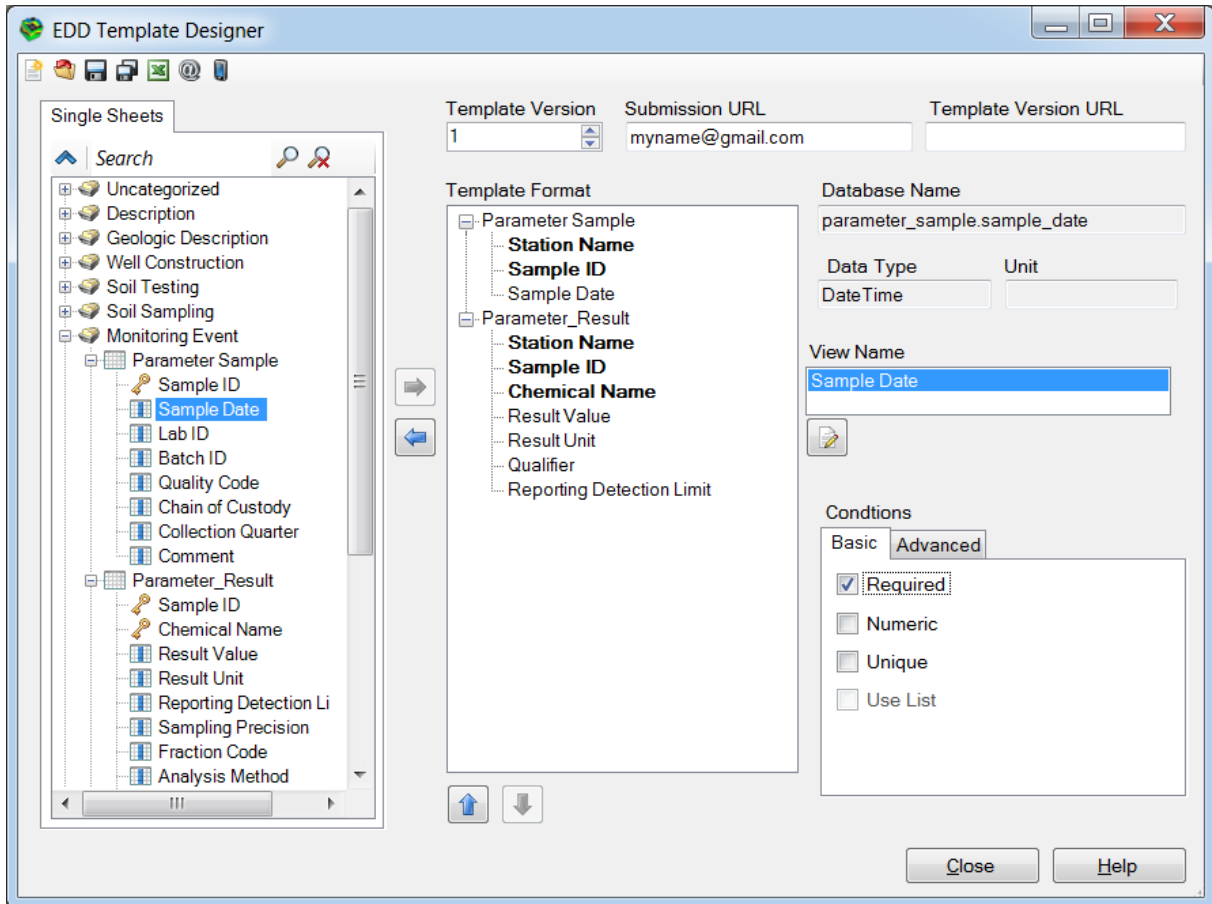 EDD Template Designer
Single Sheets
Search
Uncategorized
Description
Geologic Description
Well Construction
Soil Testing
Soil Sampling
Monitoring Event
Parameter Sample
Sample ID
Sample Date
Lab ID
Batch ID
Quality Code
Chain of Custody
Collection Quarter
Comment
Parameter_Result
Sample ID
Chemical Name
Result Value
Result Unit
Reporting Detection Li
Sampling Precision
Fraction Code
Analysis Method
Template Version Submission URL Template Version URL
1 myname@gmail.com
Template Format
Parameter Sample
Station Name
Sample ID
Sample Date
Parameter_Result
Station Name
Sample ID
Chemical Name
Result Value
Result Unit
Qualifier
Reporting Detection Limit
Database Name
parameter_sample.sample_date
Data Type Unit
DateTime
View Name
Sample Date
Condtions
Basic Advanced
Required
Numeric
Unique
Use List
Close Help